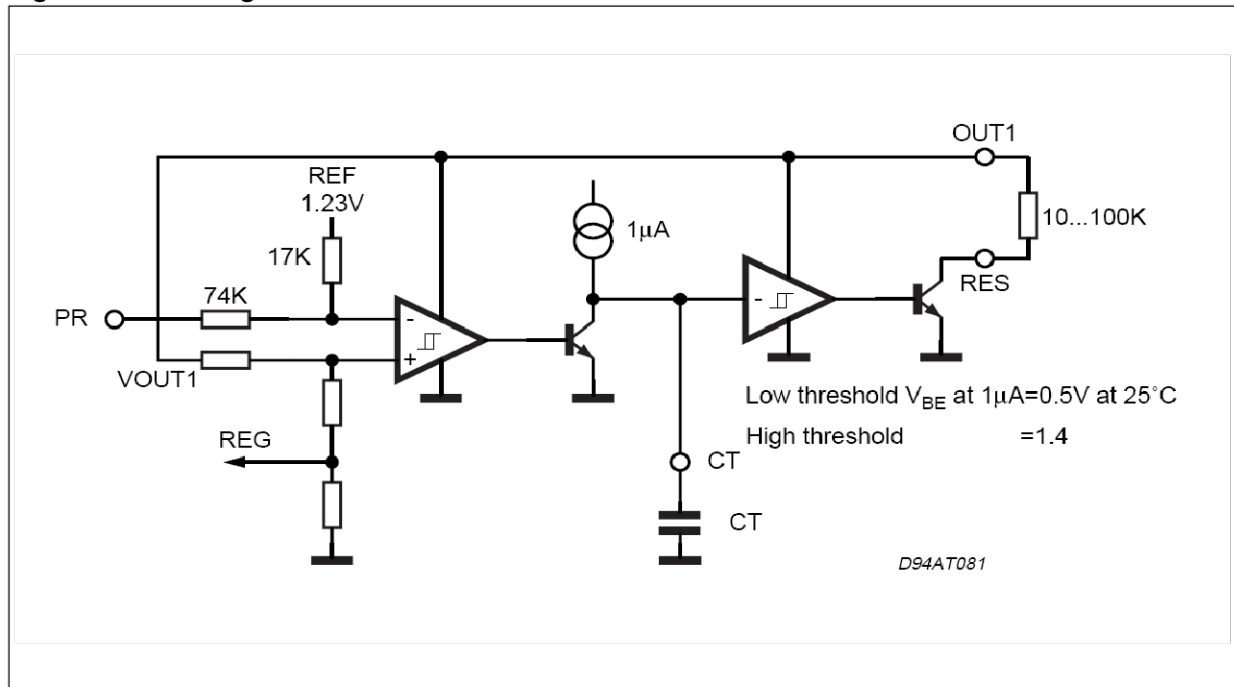 OUT1
REF
1.23V
1μA
10...100K
17K
RES
74K
PR
-
-
+
VOUT1
Low threshold VBE at 1μA=0.5V at 25°C
High threshold =1.4
REG
CT
CT
D94AT081